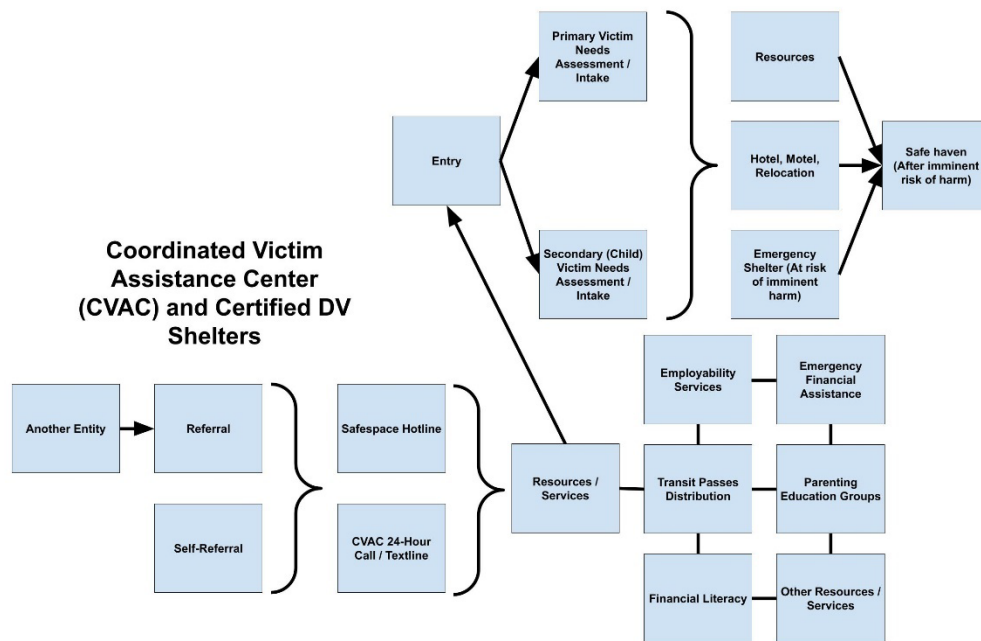 Primary Victim
Needs
Assessment /
Intake
Resources
Entry
Hotel, Motel,
Relocation
Safe haven
(After imminent
risk of harm)
Secondary (Child)
Victim Needs
Assessment /
Intake
Emergency
Shelter (At risk
of imminent
harm)
Coordinated Victim
Assistance Center
(CVAC) and Certified DV
Shelters
Another Entity
Referral
Self-Referral
Safespace Hotline
CVAC 24-Hour
Call / Textline
Resources /
Services
Employability
Services
Emergency
Financial
Assistance
Transit Passes
Distribution
Parenting
Education Groups
Financial Literacy
Other Resources /
Services